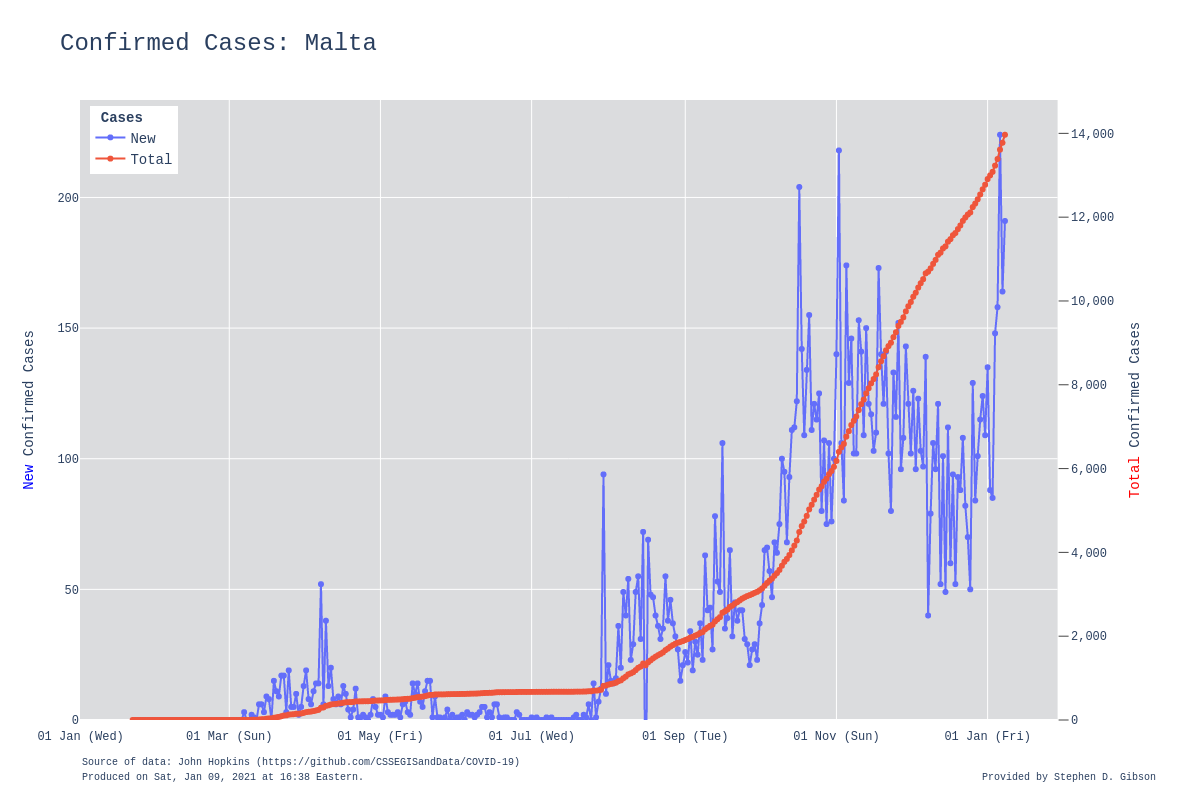 Confirmed Cases: Malta
Cases
New
Total
200
150
100
50
0
14,000
12,000
10,000
8,000
6,000
4,000
2,000
0
New Confirmed Cases
Total Confirmed Cases
01 Jan (Wed)
01 Mar (Sun)
01 May (Fri)
01 Jul (Wed)
01 Sep (Tue)
01 Nov (Sun)
01 Jan (Fri)
Source of data: John Hopkins (https://github.com/CSSEGISandData/COVID-19)
Produced on Sat, Jan 09, 2021 at 16:38 Eastern.
Provided by Stephen D. Gibson